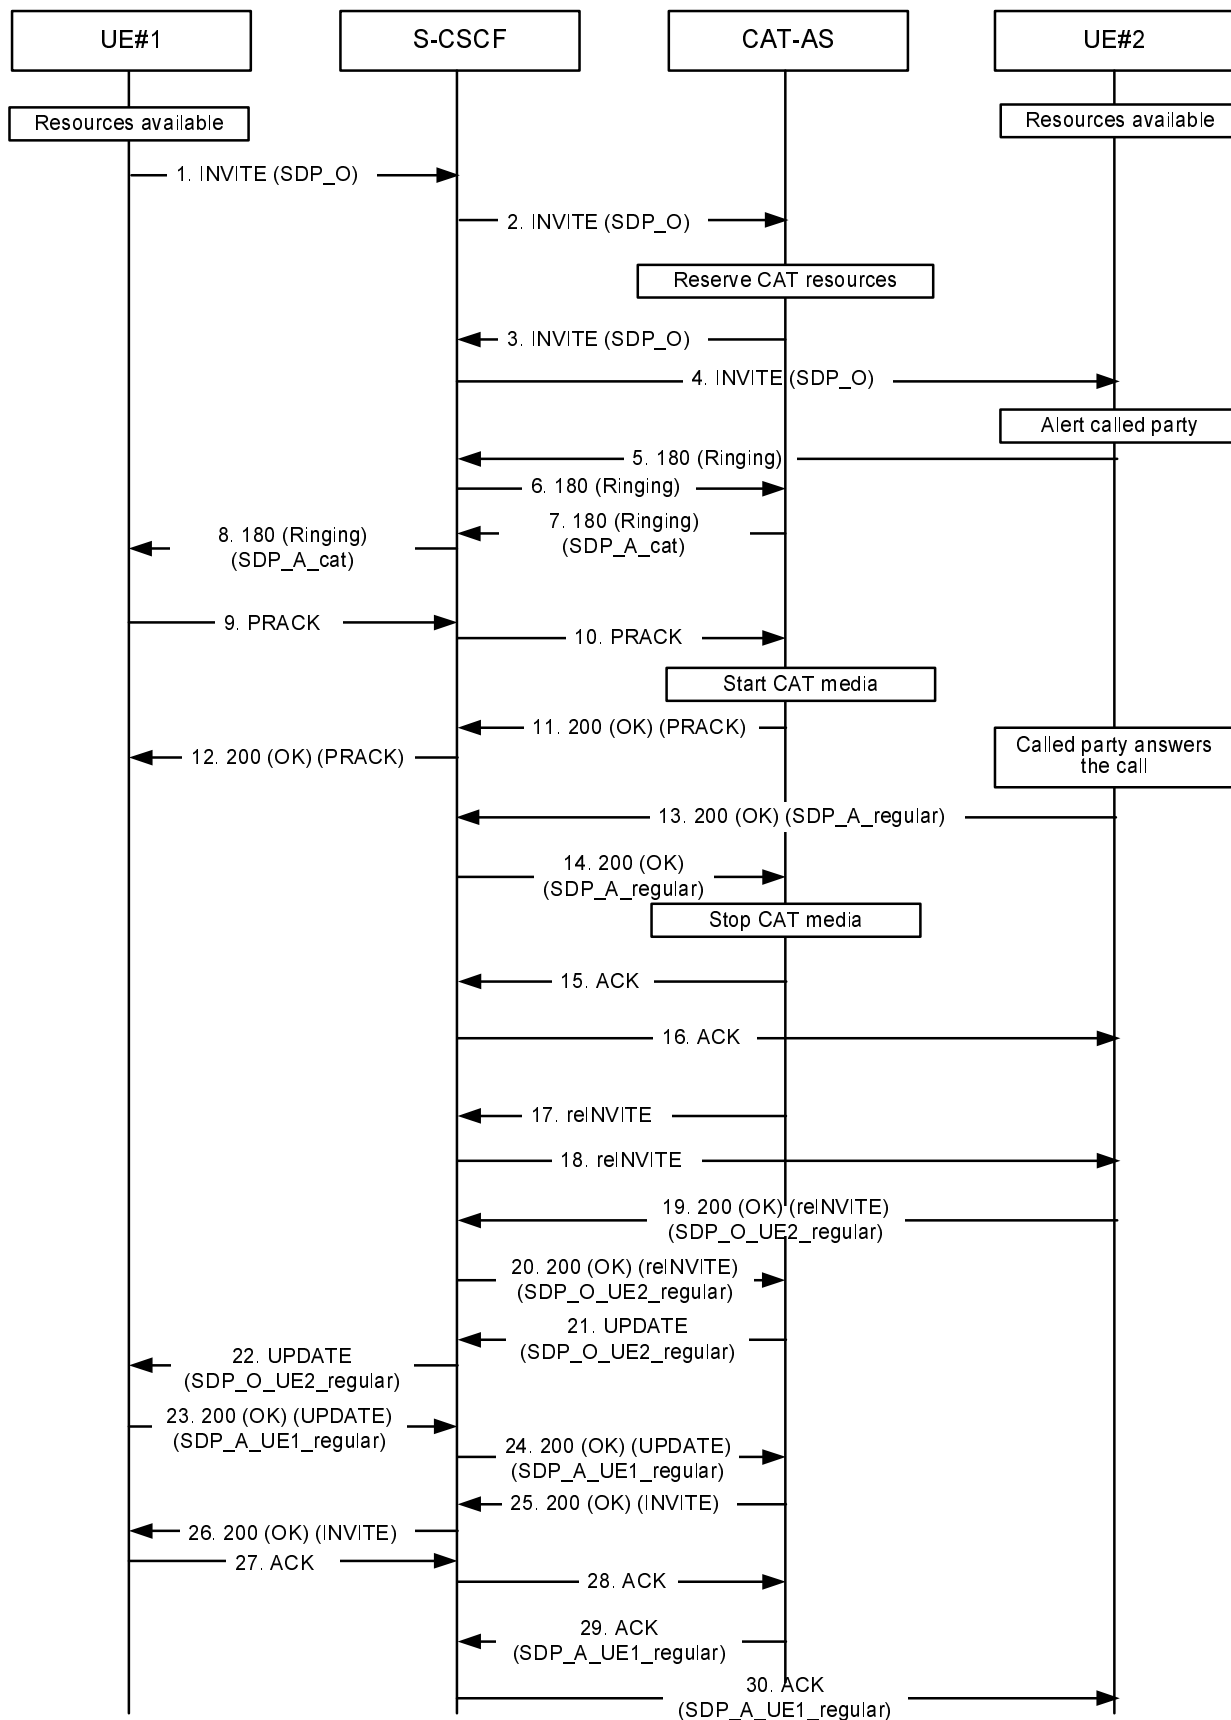 UE#1
S-CSCF
CAT-AS
UE#2
Resources available
Resources available
1. INVITE (SDP_O)
2. INVITE (SDP_O)
Reserve CAT resources
3. INVITE (SDP_O)
4. INVITE (SDP_O)
Alert called party
5. 180 (Ringing)
6. 180 (Ringing)
7. 180 (Ringing)
(SDP_A_cat)
8. 180 (Ringing)
(SDP_A_cat)
9. PRACK
10. PRACK
Start CAT media
11. 200 (OK) (PRACK)
12. 200 (OK) (PRACK)
Called party answers
the call
13. 200 (OK) (SDP_A_regular)
14. 200 (OK)
(SDP_A_regular)
Stop CAT media
15. ACK
16. ACK
17. reINVITE
18. reINVITE
19. 200 (OK) (reINVITE)
(SDP_O_UE2_regular)
20. 200 (OK) (reINVITE)
(SDP_O_UE2_regular)
21. UPDATE
(SDP_O_UE2_regular)
22. UPDATE
(SDP_O_UE2_regular)
23. 200 (OK) (UPDATE)
(SDP_A_UE1_regular)
24. 200 (OK) (UPDATE)
(SDP_A_UE1_regular)
25. 200 (OK) (INVITE)
26. 200 (OK) (INVITE)
27. ACK
28. ACK
29. ACK
(SDP_A_UE1_regular)
30. ACK
(SDP_A_UE1_regular)